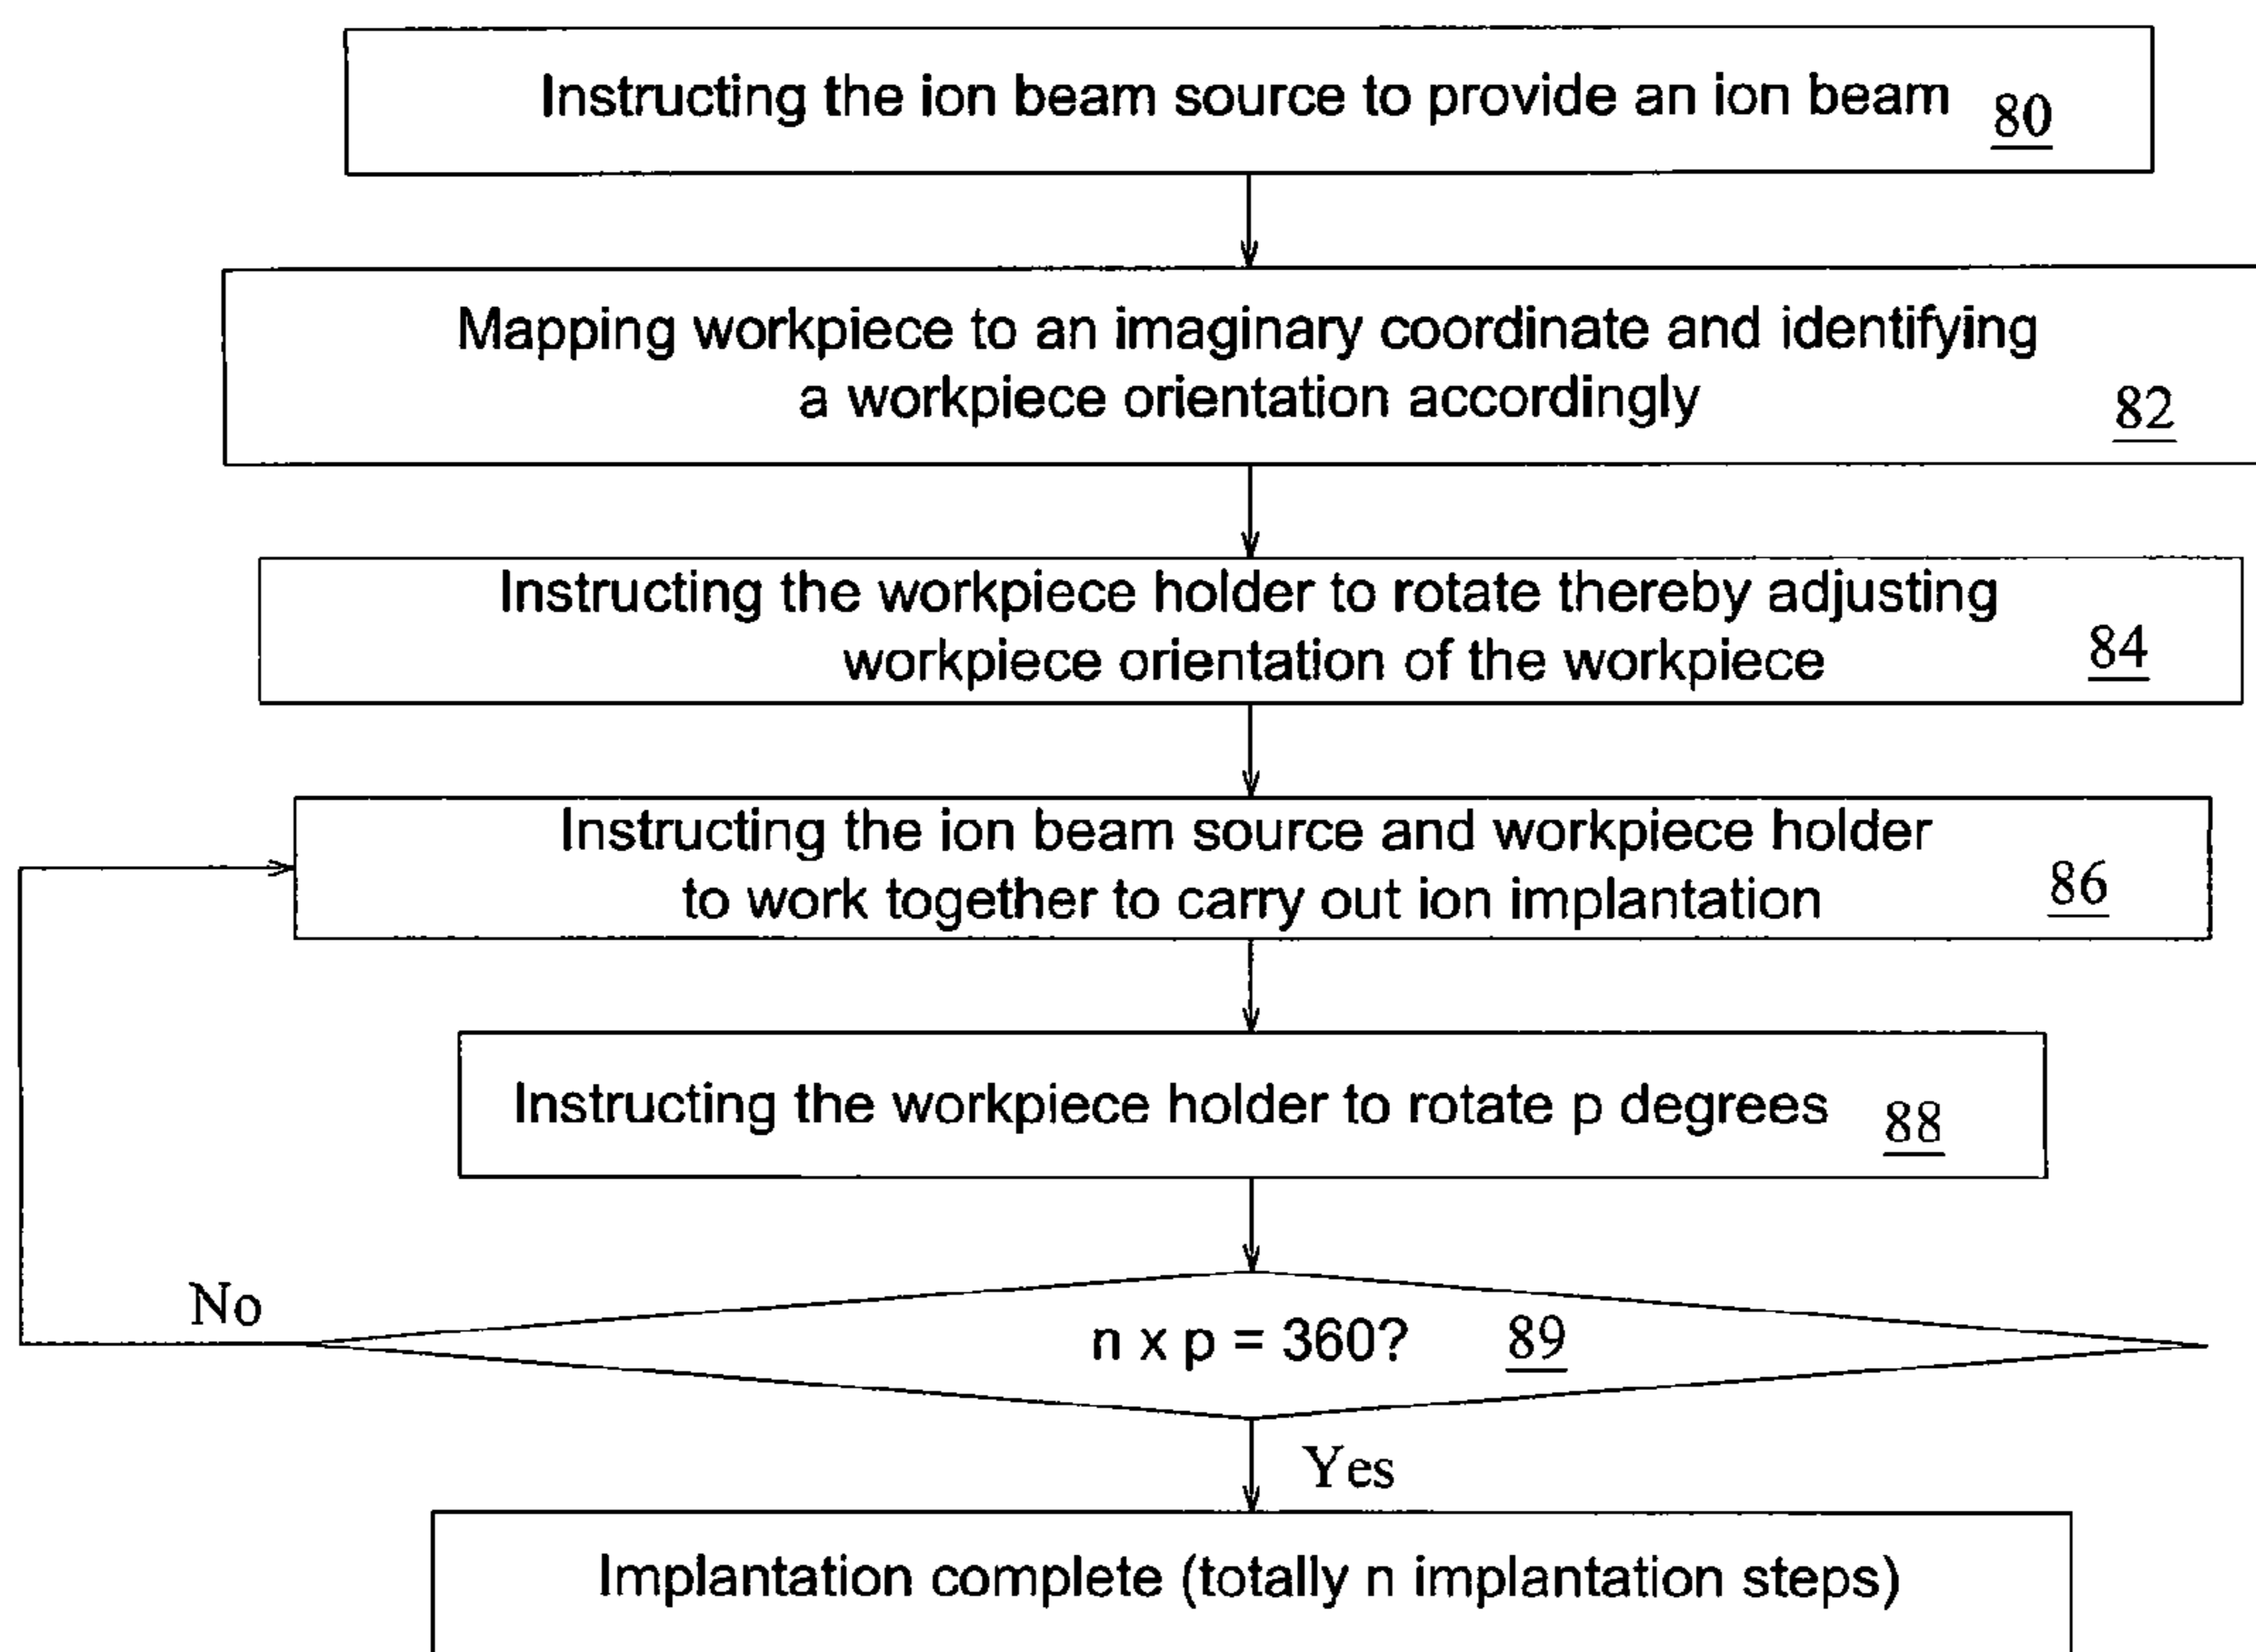 Instructing the ion beam source to provide an ion beam 80
Mapping workpiece to an imaginary coordinate and identifying
a workpiece orientation accordingly 82
Instructing the workpiece holder to rotate thereby adjusting
workpiece orientation of the workpiece 84
Instructing the ion beam source and workpiece holder
to work together to carry out ion implantation 86
Instructing the workpiece holder to rotate p degrees 88
No
n x p = 360? 89
Yes
Implantation complete (totally n implantation steps)